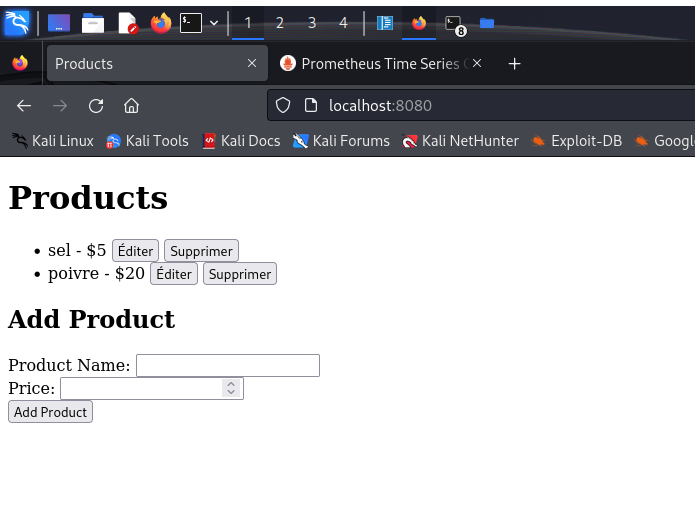 1 2 3 4 8
Products Prometheus Time Series
localhost:8080
Kali Linux Kali Tools Kali Docs Kali Forums Kali NetHunter Exploit-DB Googl
Products
sel - $5 Éditer Supprimer
poivre - $20 Éditer Supprimer
Add Product
Product Name:
Price:
Add Product